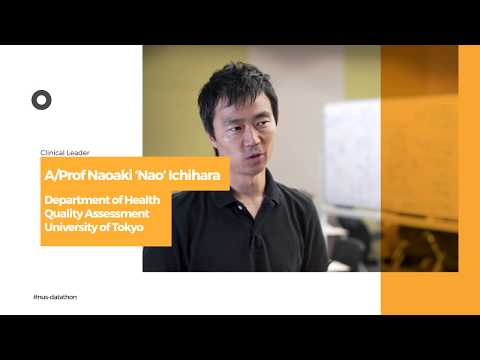 Clinical Leader
A/Prof Naoaki ‘Nao’ Ichihara
Department of Health
Quality Assessment
University of Tokyo
#nus-datathon